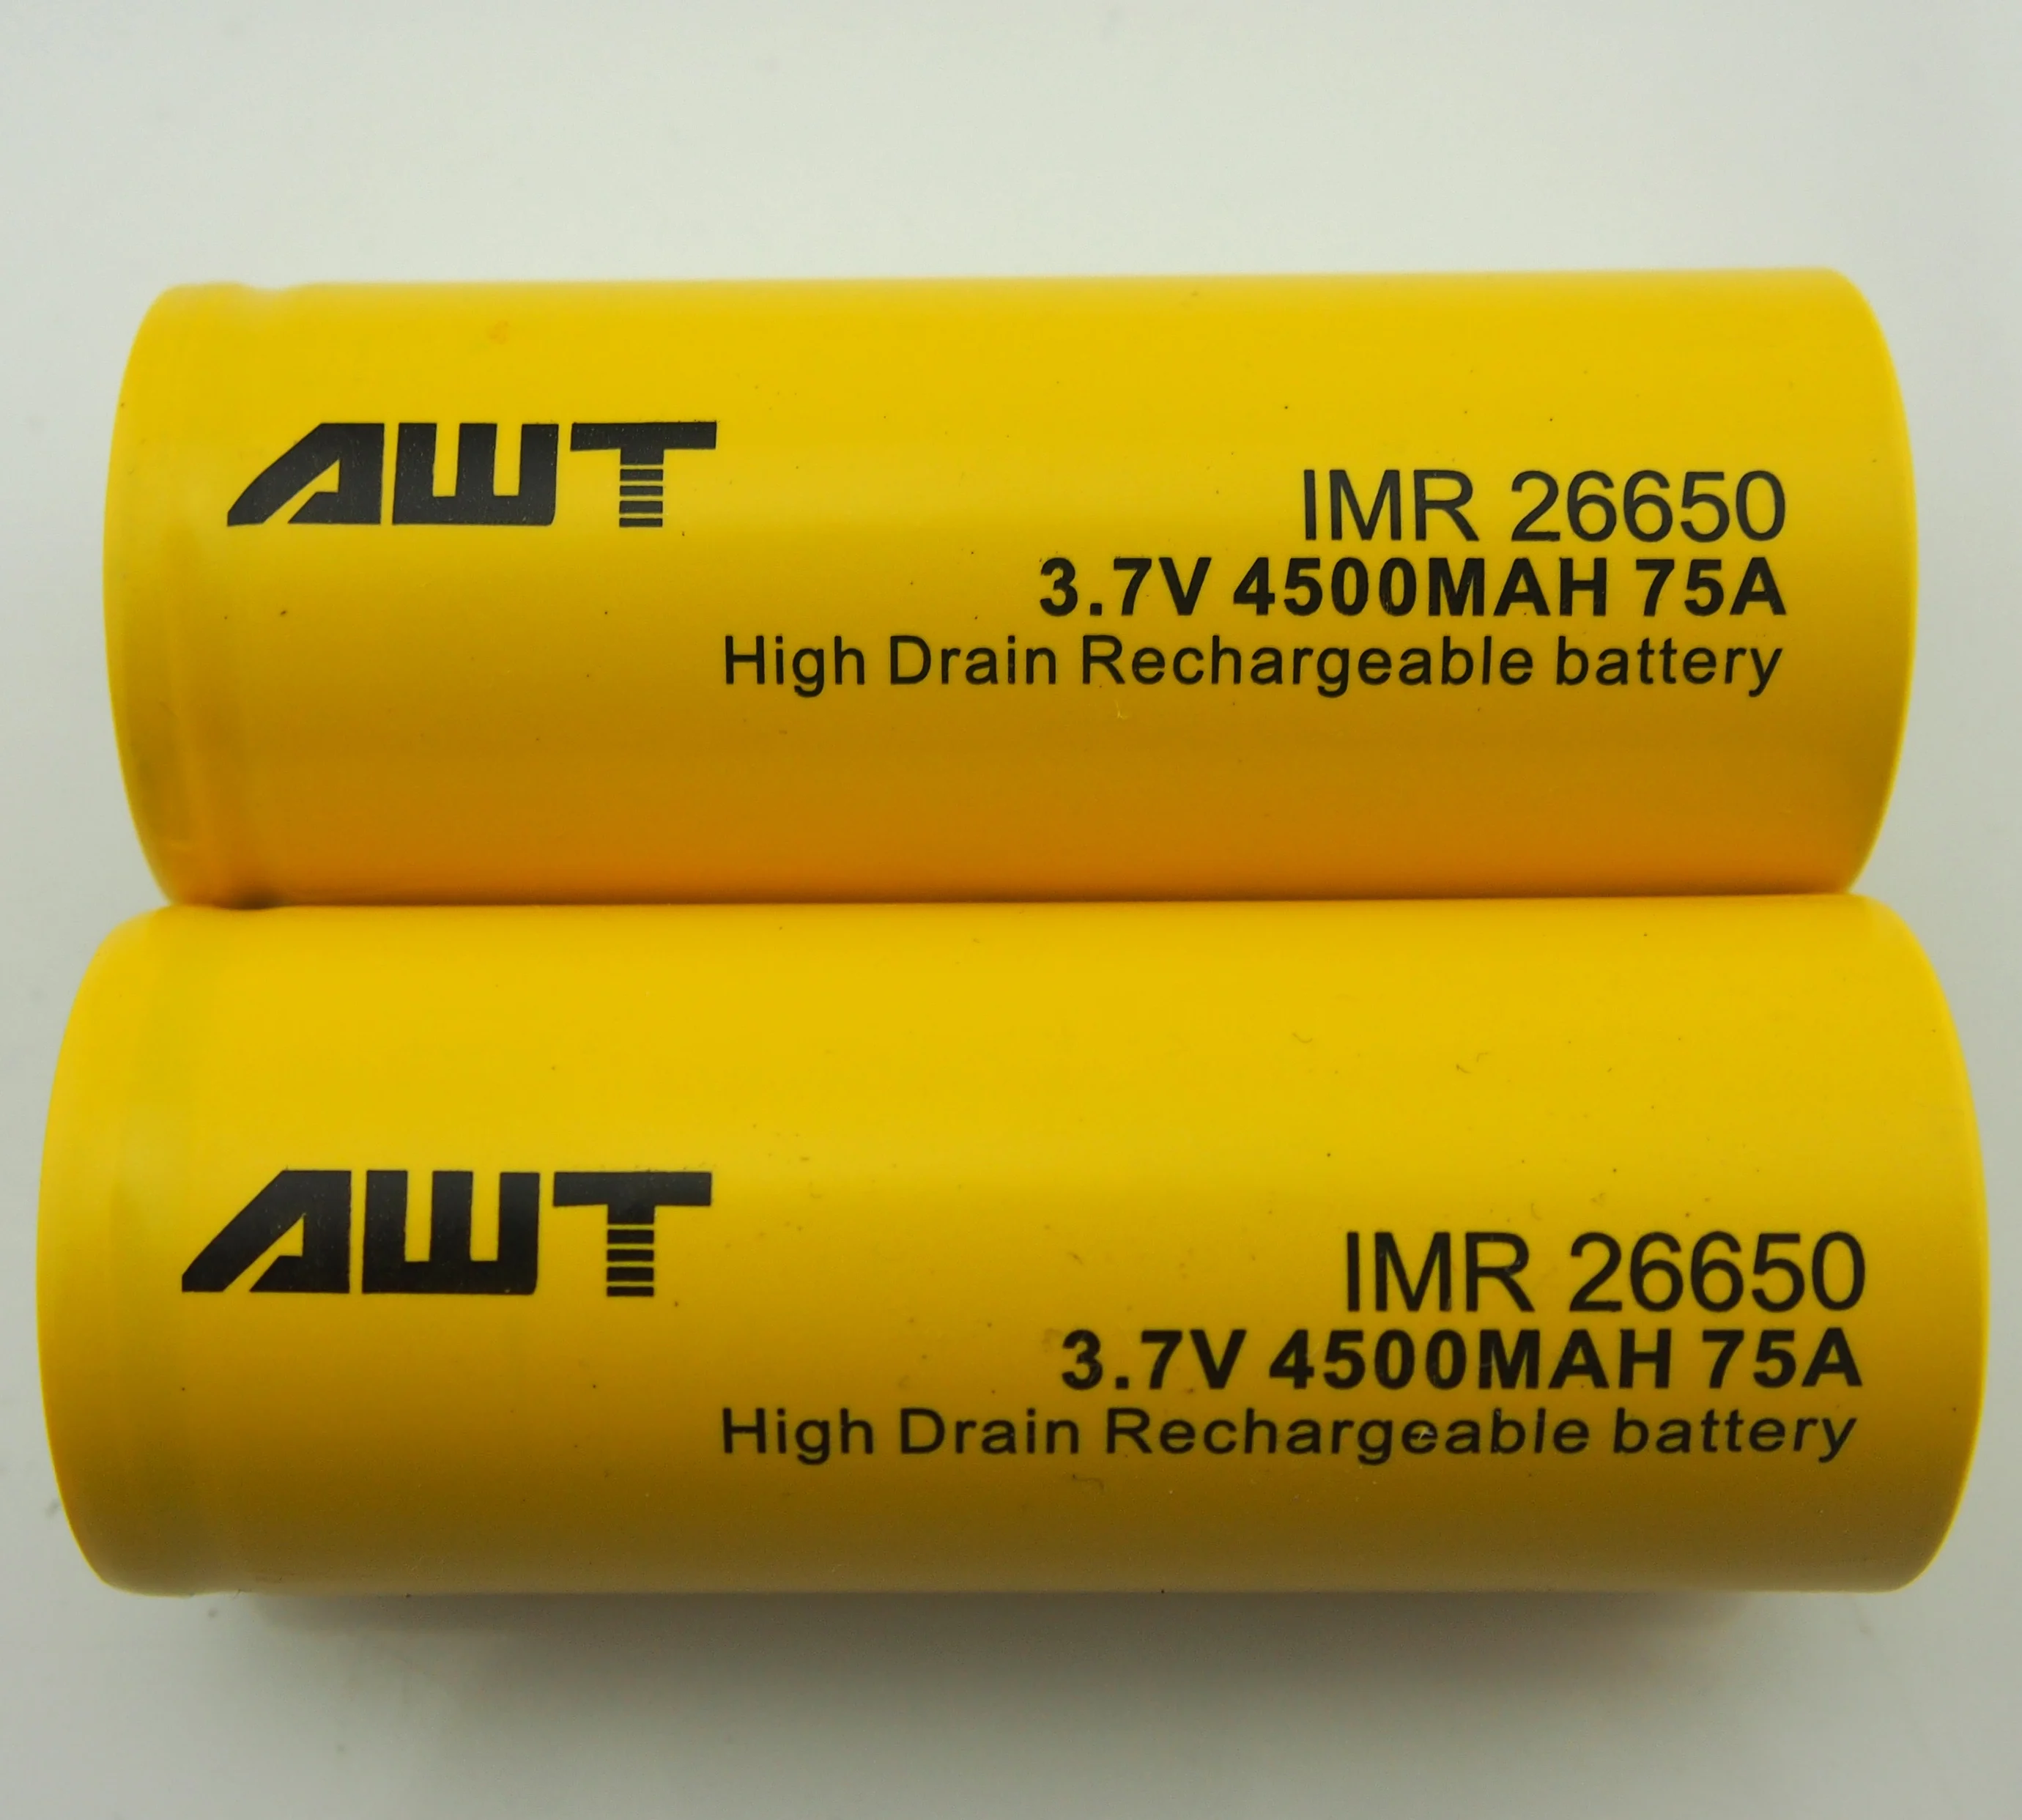 AWT
IMR 26650
3.7V 4500MAH 75A
High Drain Rechargeable battery
AWT
IMR 26650
3.7V 4500MAH 75A
High Drain Rechargeable battery